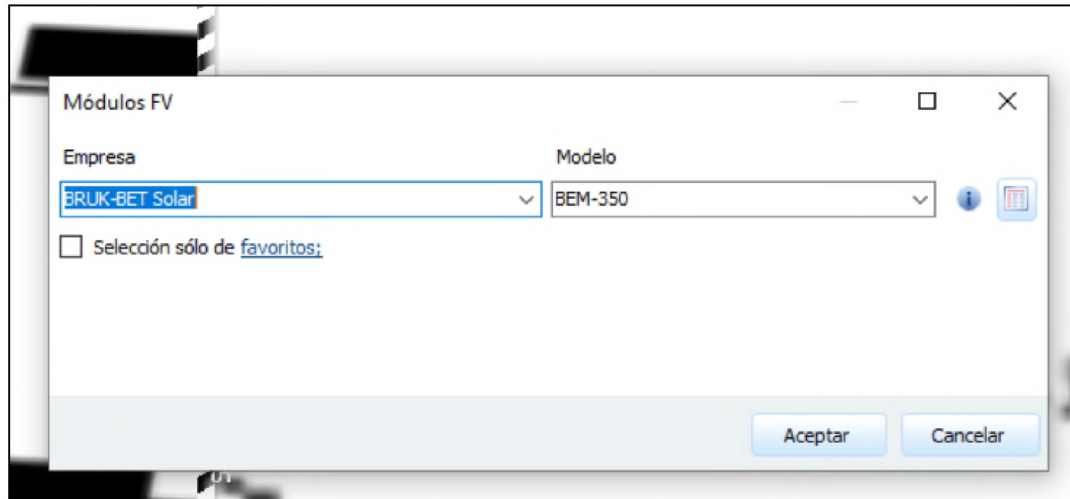 Módulos FV
Empresa Modelo
BRUK-BET Solar BEM-350
Selección sólo de favoritos;
Aceptar Cancelar